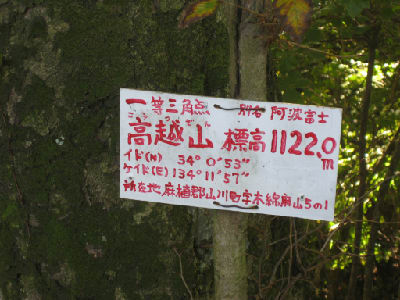 一等三角点 別名 阿波富士
高越山 標高1122.0m
イド(N) 34° 0'53"
ケイド(E) 134° 11'57"
所在地 麻植郡山川町字木綿麻山5の1